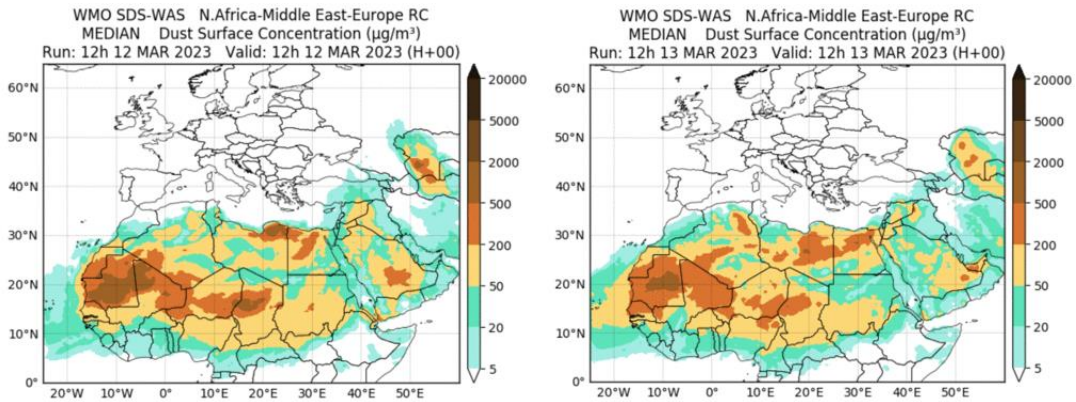 WMO SDS-WAS   N.Africa-Middle East-Europe RC
MEDIAN    Dust Surface Concentration (µg/m³)
Run: 12h 12 MAR 2023   Valid: 12h 12 MAR 2023 (H+00)
60°N
50°N
40°N
30°N
20°N
10°N
0°
20°W
10°W
0°
10°E
20°E
30°E
40°E
50°E
20000
5000
2000
500
200
50
20
5
WMO SDS-WAS   N.Africa-Middle East-Europe RC
MEDIAN    Dust Surface Concentration (µg/m³)
Run: 12h 13 MAR 2023   Valid: 12h 13 MAR 2023 (H+00)
60°N
50°N
40°N
30°N
20°N
10°N
0°
20°W
10°W
0°
10°E
20°E
30°E
40°E
50°E
20000
5000
2000
500
200
50
20
5